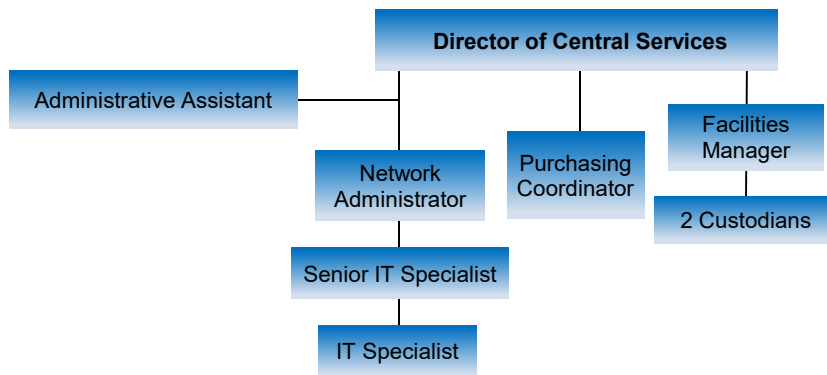 Director of Central Services
Administrative Assistant
Facilities
Manager
Network
Administrator
Purchasing
Coordinator
2 Custodians
Senior IT Specialist
IT Specialist